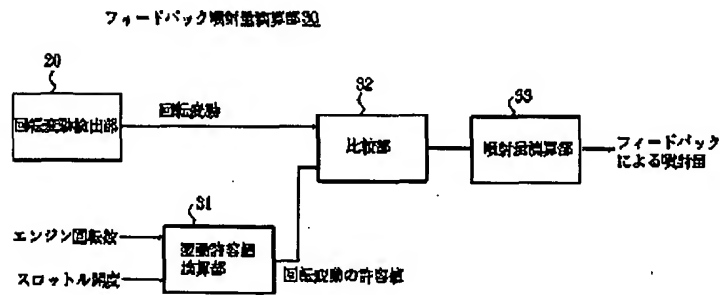 フィードバック噴射量演算部30
20
回転変動検出部
回転変動
32
比較部
33
噴射量演算部
フィードバック
による噴射量
エンジン回転数
スロットル開度
31
変動許容値
演算部
回転変動の許容値